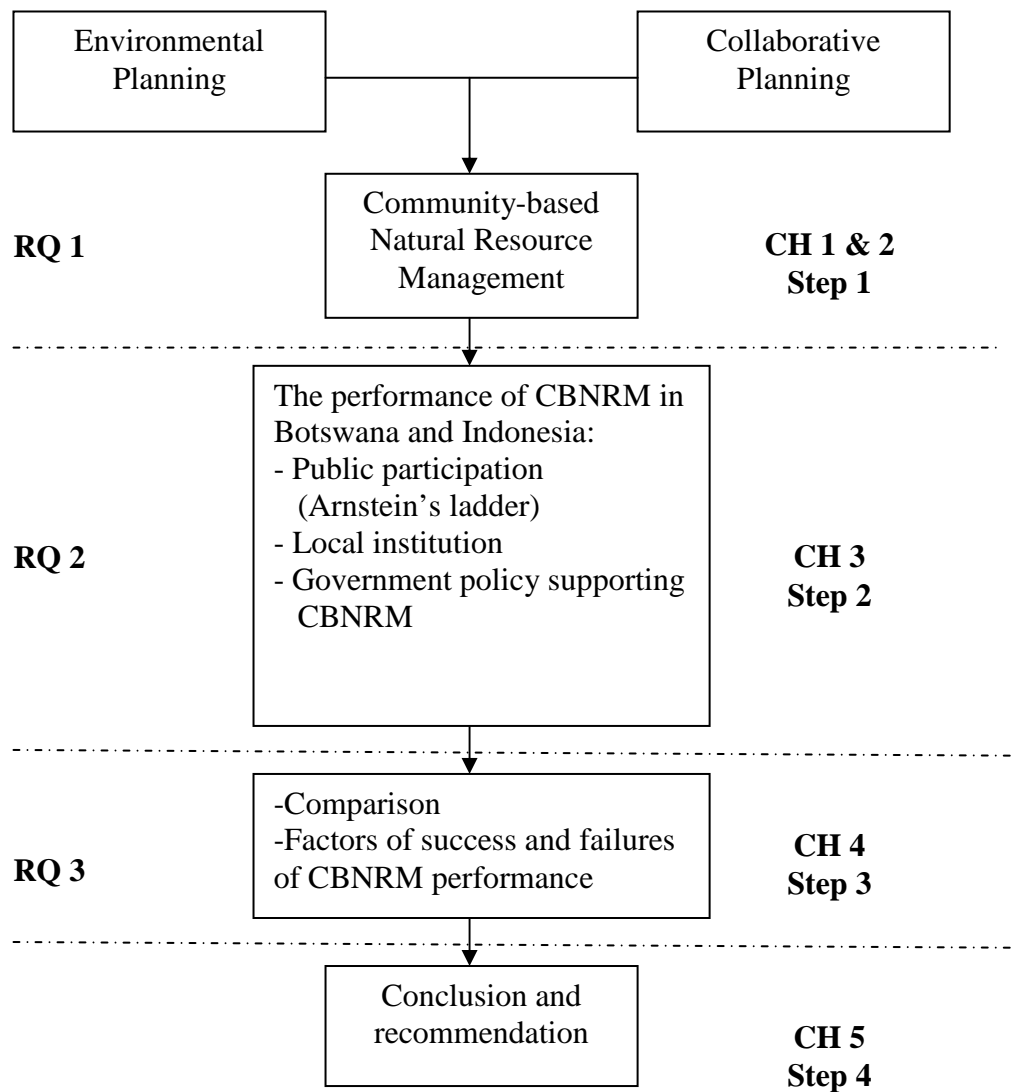 Environmental
Planning
Collaborative
Planning
RQ 1
Community-based
Natural Resource
Management
CH 1 & 2
Step 1
RQ 2
The performance of CBNRM in
Botswana and Indonesia:
- Public participation
(Arnstein’s ladder)
- Local institution
- Government policy supporting
CBNRM
CH 3
Step 2
RQ 3
-Comparison
-Factors of success and failures
of CBNRM performance
CH 4
Step 3
Conclusion and
recommendation
CH 5
Step 4